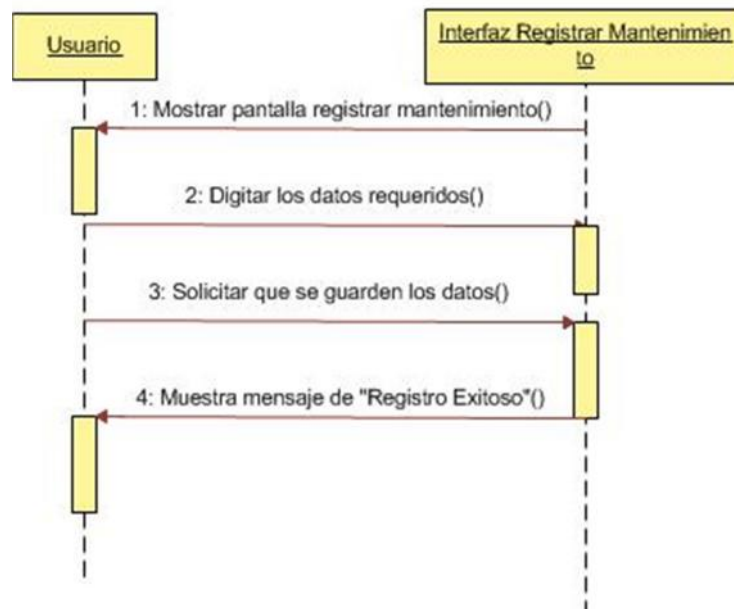 Usuario
Interfaz Registrar Mantenimien
to
1: Mostrar pantalla registrar mantenimiento()
2: Digitar los datos requeridos()
3: Solicitar que se guarden los datos()
4: Muestra mensaje de "Registro Exitoso"()